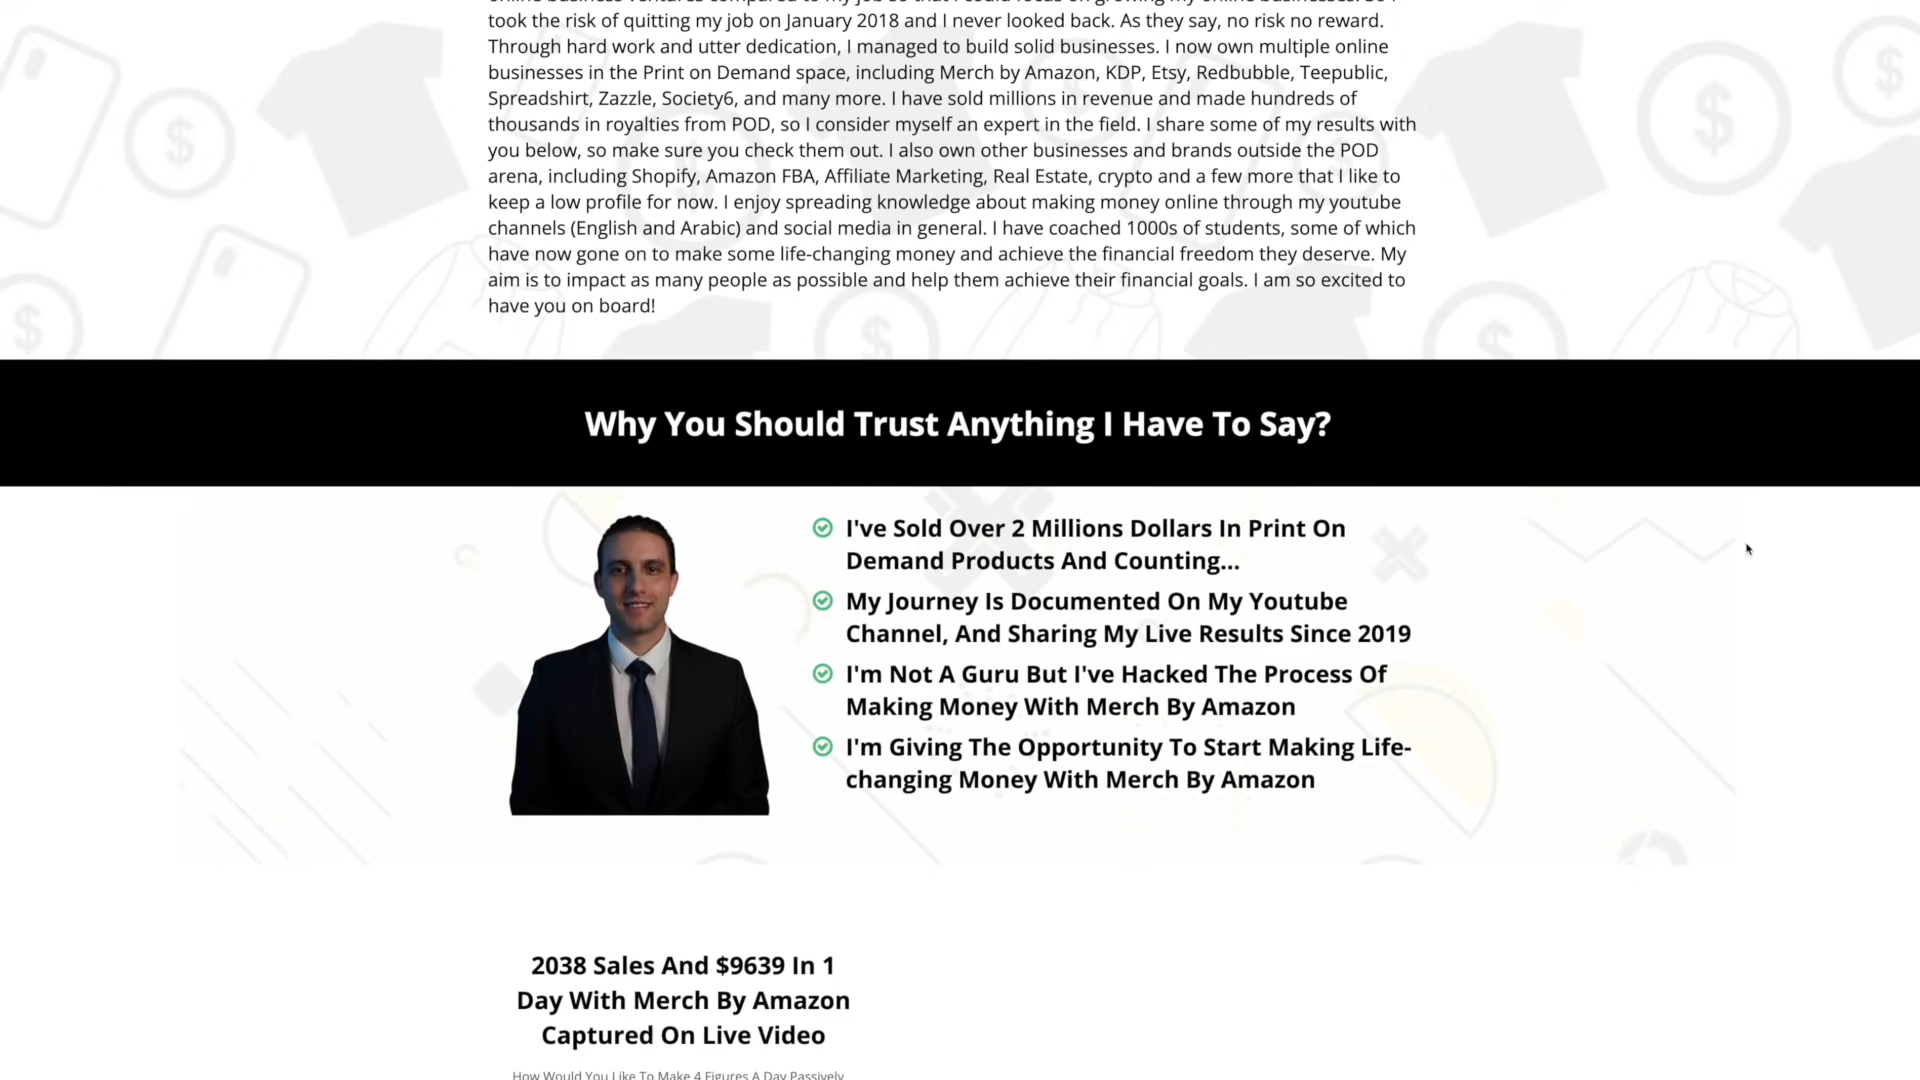 took the risk of quitting my job on January 2018 and I never looked back. As they say, no risk no reward.
Through hard work and utter dedication, I managed to build solid businesses. I now own multiple online
businesses in the Print on Demand space, including Merch by Amazon, KDP, Etsy, Redbubble, Teepublic,
Spreadshirt, Zazzle, Society6, and many more. I have sold millions in revenue and made hundreds of
thousands in royalties from POD, so I consider myself an expert in the field. I share some of my results with
you below, so make sure you check them out. I also own other businesses and brands outside the POD
arena, including Shopify, Amazon FBA, Affiliate Marketing, Real Estate, crypto and a few more that I like to
keep a low profile for now. I enjoy spreading knowledge about making money online through my youtube
channels (English and Arabic) and social media in general. I have coached 1000s of students, some of which
have now gone on to make some life-changing money and achieve the financial freedom they deserve. My
aim is to impact as many people as possible and help them achieve their financial goals. I am so excited to
have you on board!
Why You Should Trust Anything I Have To Say?
I've Sold Over 2 Millions Dollars In Print On
Demand Products And Counting...
My Journey Is Documented On My Youtube
Channel, And Sharing My Live Results Since 2019
I'm Not A Guru But I've Hacked The Process Of
Making Money With Merch By Amazon
I'm Giving The Opportunity To Start Making Life-
changing Money With Merch By Amazon
2038 Sales And $9639 In 1
Day With Merch By Amazon
Captured On Live Video
How Would You Like To Make 4 Figures A Day Passively